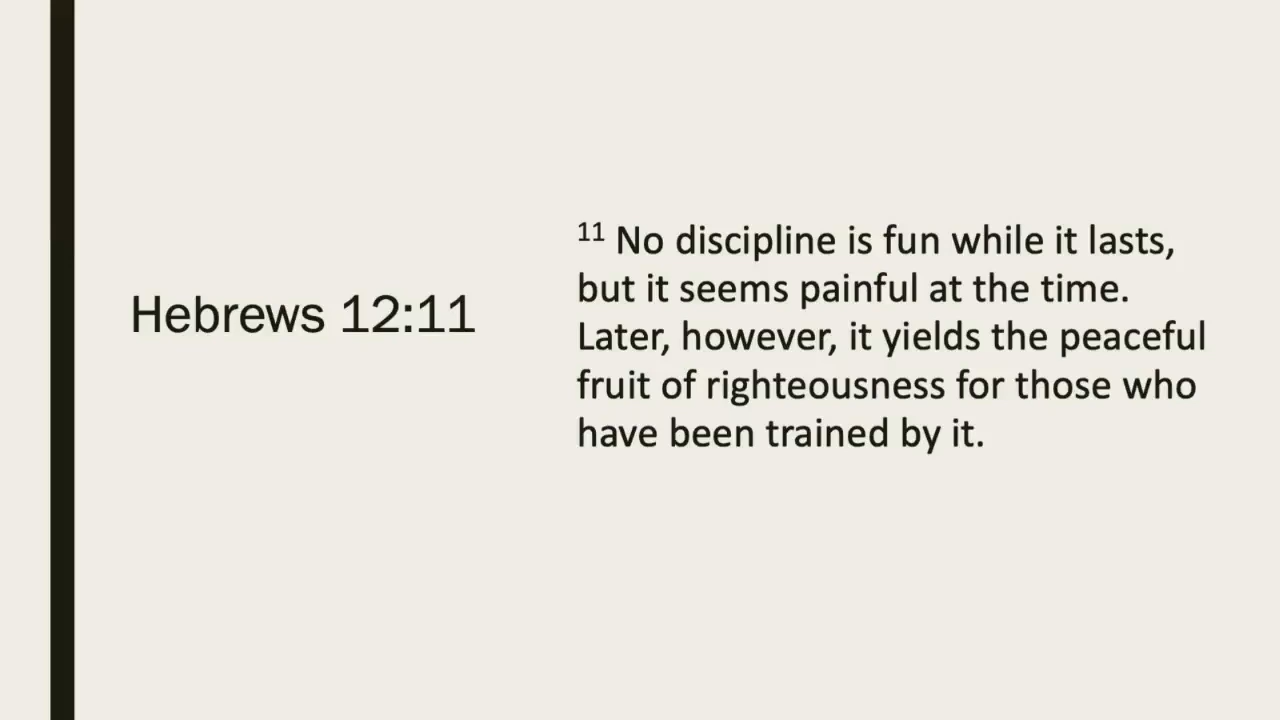 Hebrews 12:11
11 No discipline is fun while it lasts,
but it seems painful at the time.
Later, however, it yields the peaceful
fruit of righteousness for those who
have been trained by it.